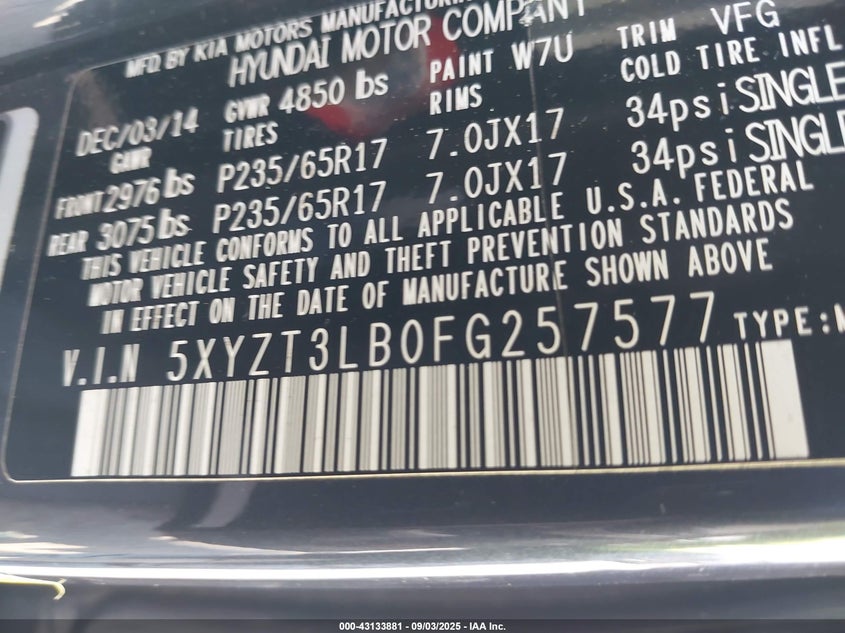 MFD. BY KIA MOTORS MANUFACTURING
HYUNDAI MOTOR COMPANY
DEC/03/14 GVWR 4850 lbs PAINT W7U TRIM VFG
GAWR TIRES RIMS COLD TIRE INFL
FRONT 2976 lbs P235/65R17 7.0JX17 34psi SINGLE
REAR 3075 lbs P235/65R17 7.0JX17 34psi SINGLE
THIS VEHICLE CONFORMS TO ALL APPLICABLE U.S.A. FEDERAL
MOTOR VEHICLE SAFETY AND THEFT PREVENTION STANDARDS
IN EFFECT ON THE DATE OF MANUFACTURE SHOWN ABOVE
V.I.N 5XYZT3LB0FG257577 TYPE:M
000-43133881 - 09/03/2025 - IAA Inc.